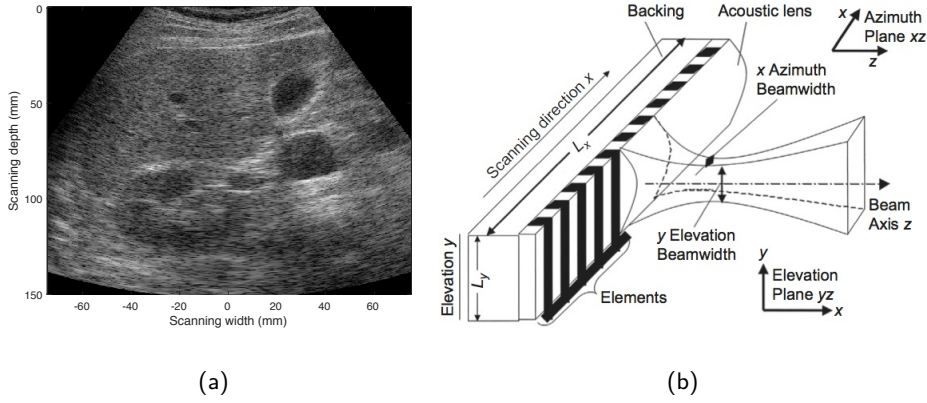 0
50
100
150
Scanning depth (mm)
-60
-40
-20
0
20
40
60
Scanning width (mm)
(a)
Backing
Acoustic lens
x
Azimuth
Plane xz
z
x Azimuth
Beamwidth
Scanning direction x
Lx
Beam
Axis z
y Elevation
Beamwidth
Elevation y
Ly
Elements
y
Elevation
Plane yz
x
(b)